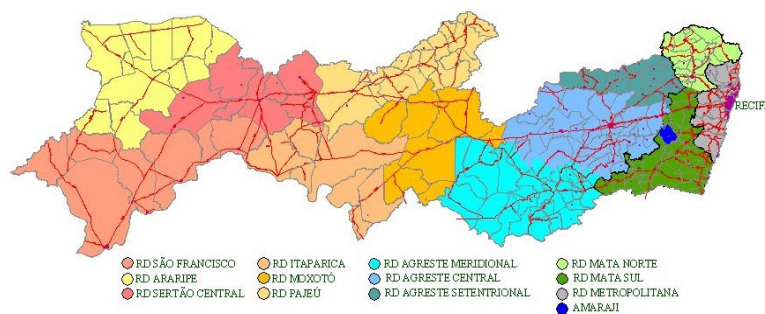 RECIF
RD SÃO FRANCISCO
RD ARARIPE
RD SERTÃO CENTRAL
RD ITAPARICA
RD MOXOTÓ
RD PAJEÚ
RD AGRESTE MERIDIONAL
RD AGRESTE CENTRAL
RD AGRESTE SETENTRIONAL
RD MATA NORTE
RD MATA SUL
RD METROPOLITANA
AMARAJI